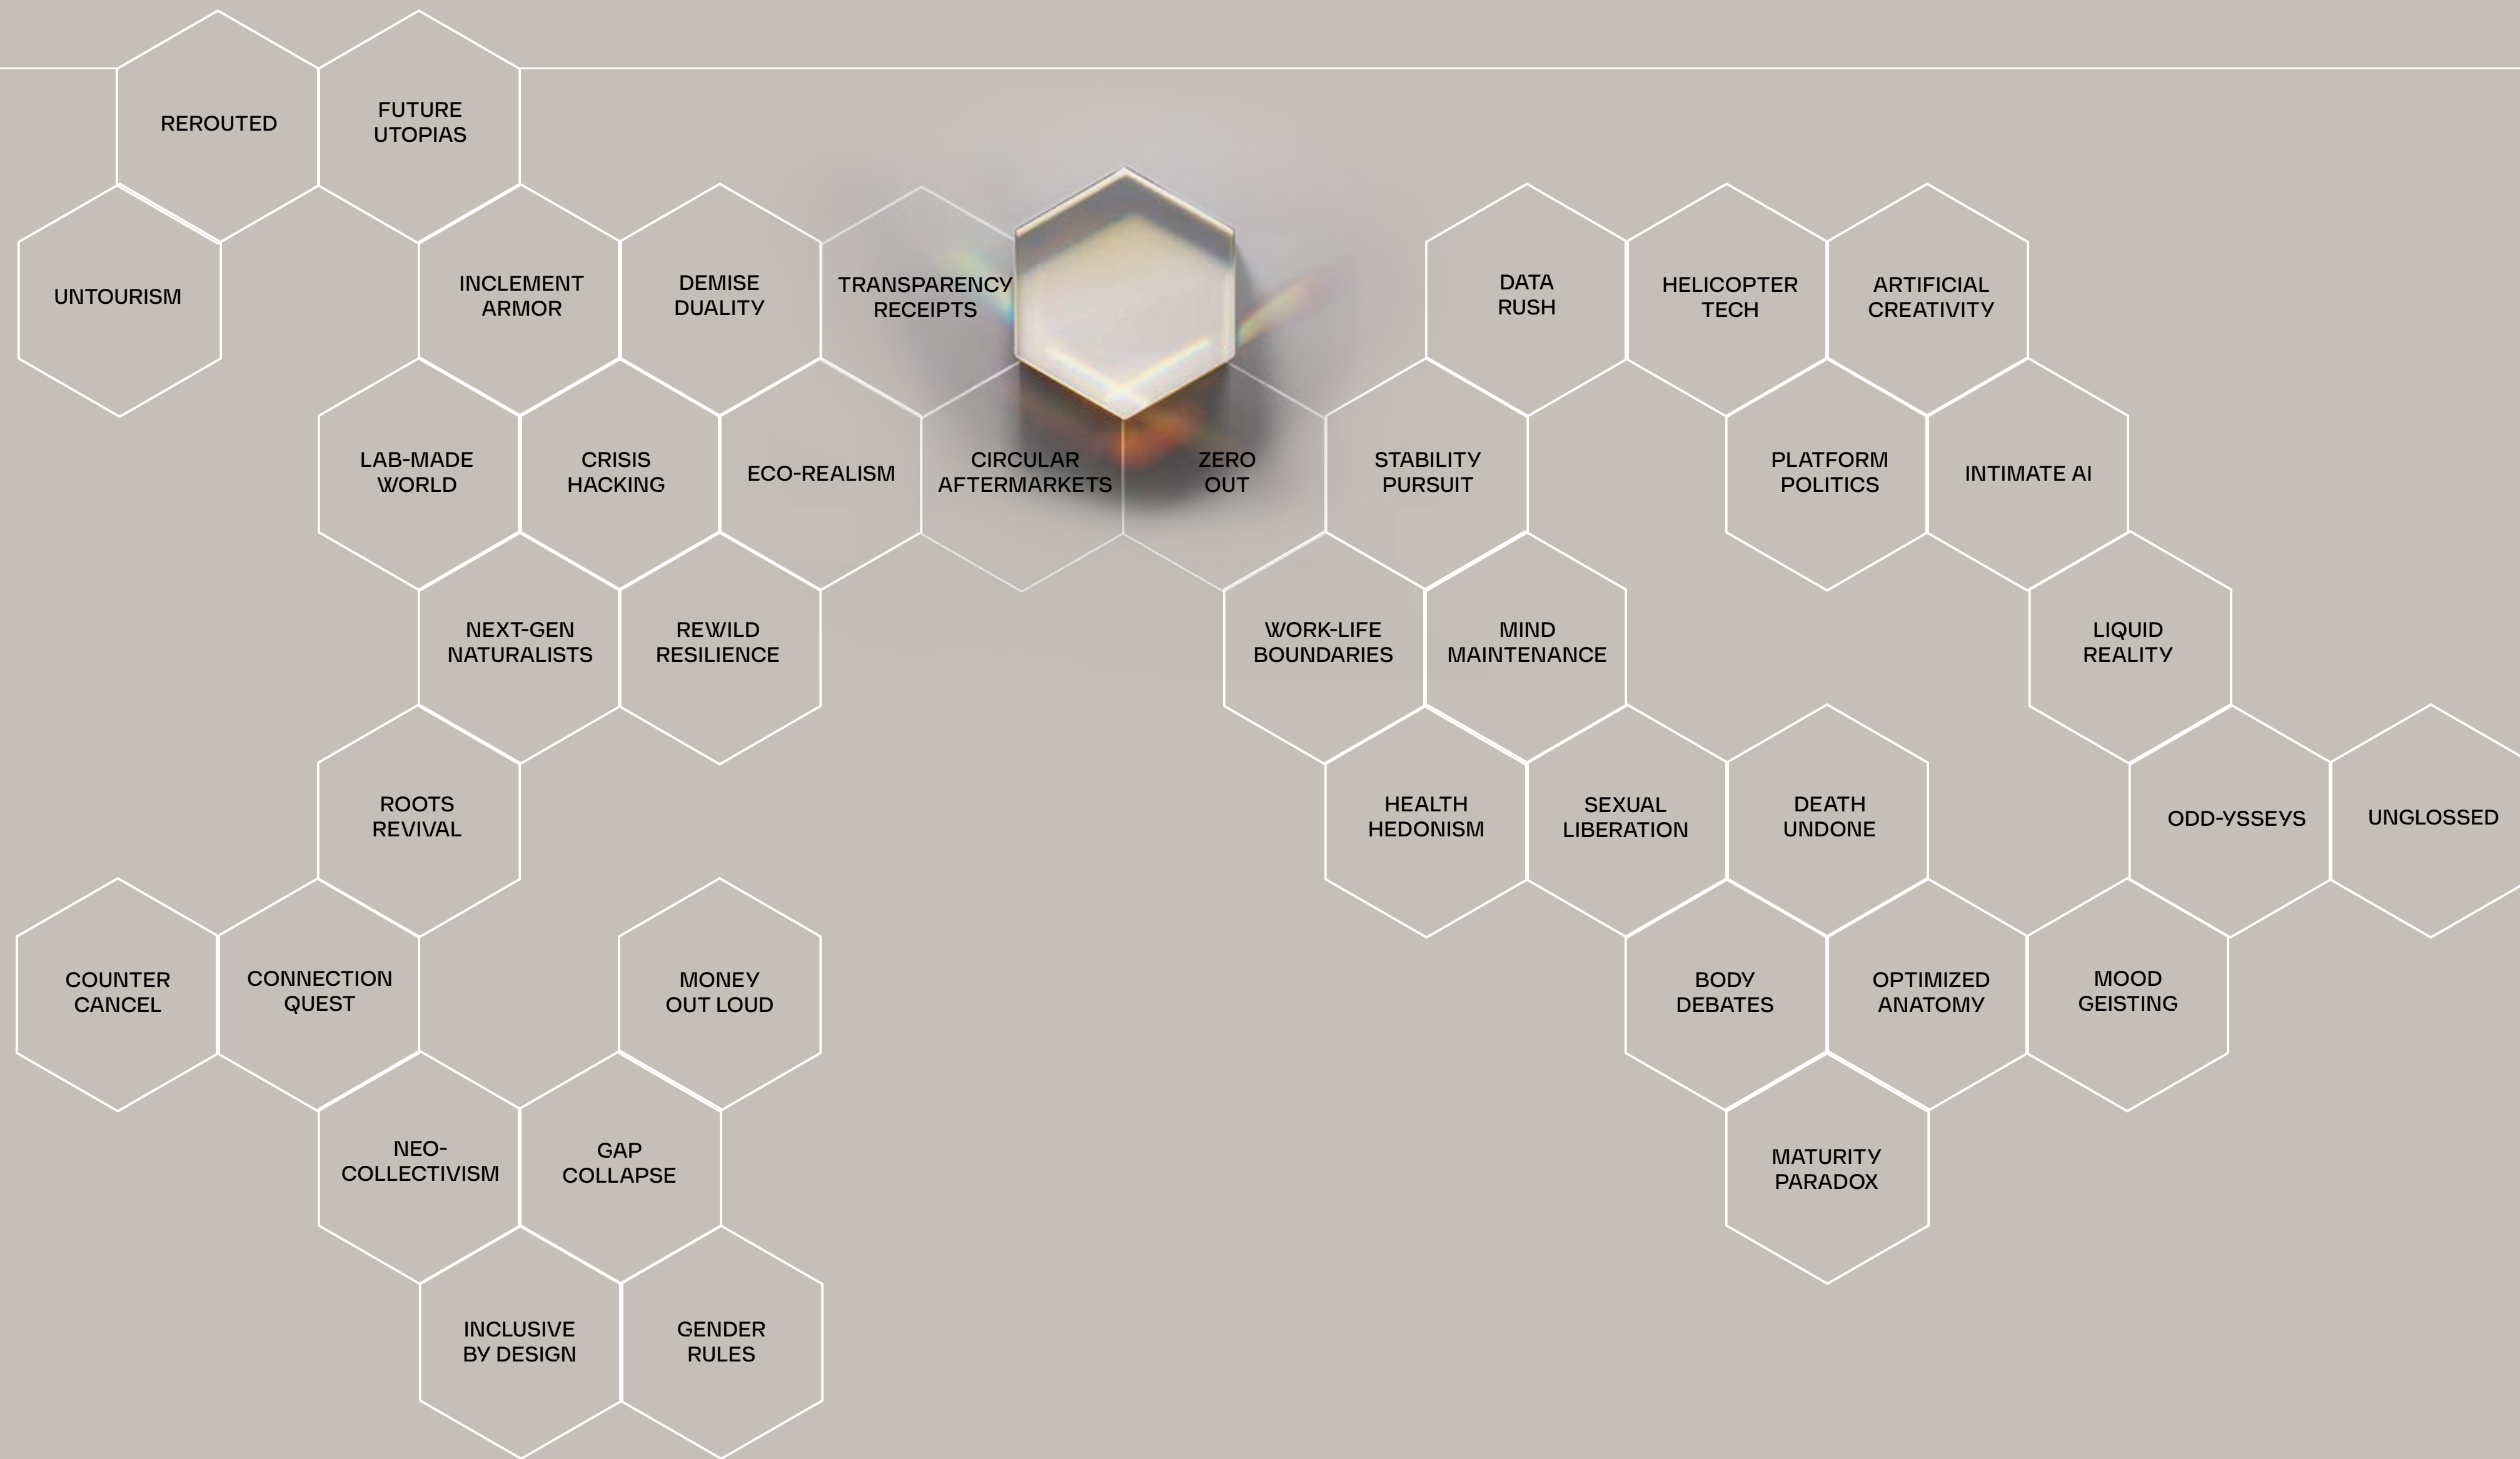 REROUTED
FUTURE
UTOPIAS
UNTOURISM
INCLEMENT
ARMOR
DEMISE
DUALITY
TRANSPARENCY
RECEIPTS
DATA
RUSH
HELICOPTER
TECH
ARTIFICIAL
CREATIVITY
LAB-MADE
WORLD
CRISIS
HACKING
ECO-REALISM
CIRCULAR
AFTERMARKETS
ZERO
OUT
STABILITY
PURSUIT
PLATFORM
POLITICS
INTIMATE AI
NEXT-GEN
NATURALISTS
REWILD
RESILIENCE
WORK-LIFE
BOUNDARIES
MIND
MAINTENANCE
LIQUID
REALITY
ROOTS
REVIVAL
HEALTH
HEDONISM
SEXUAL
LIBERATION
DEATH
UNDONE
ODD-YSSEYS
UNGLOSSED
COUNTER
CANCEL
CONNECTION
QUEST
MONEY
OUT LOUD
BODY
DEBATES
OPTIMIZED
ANATOMY
MOOD
GEISTING
NEO-
COLLECTIVISM
GAP
COLLAPSE
MATURITY
PARADOX
INCLUSIVE
BY DESIGN
GENDER
RULES